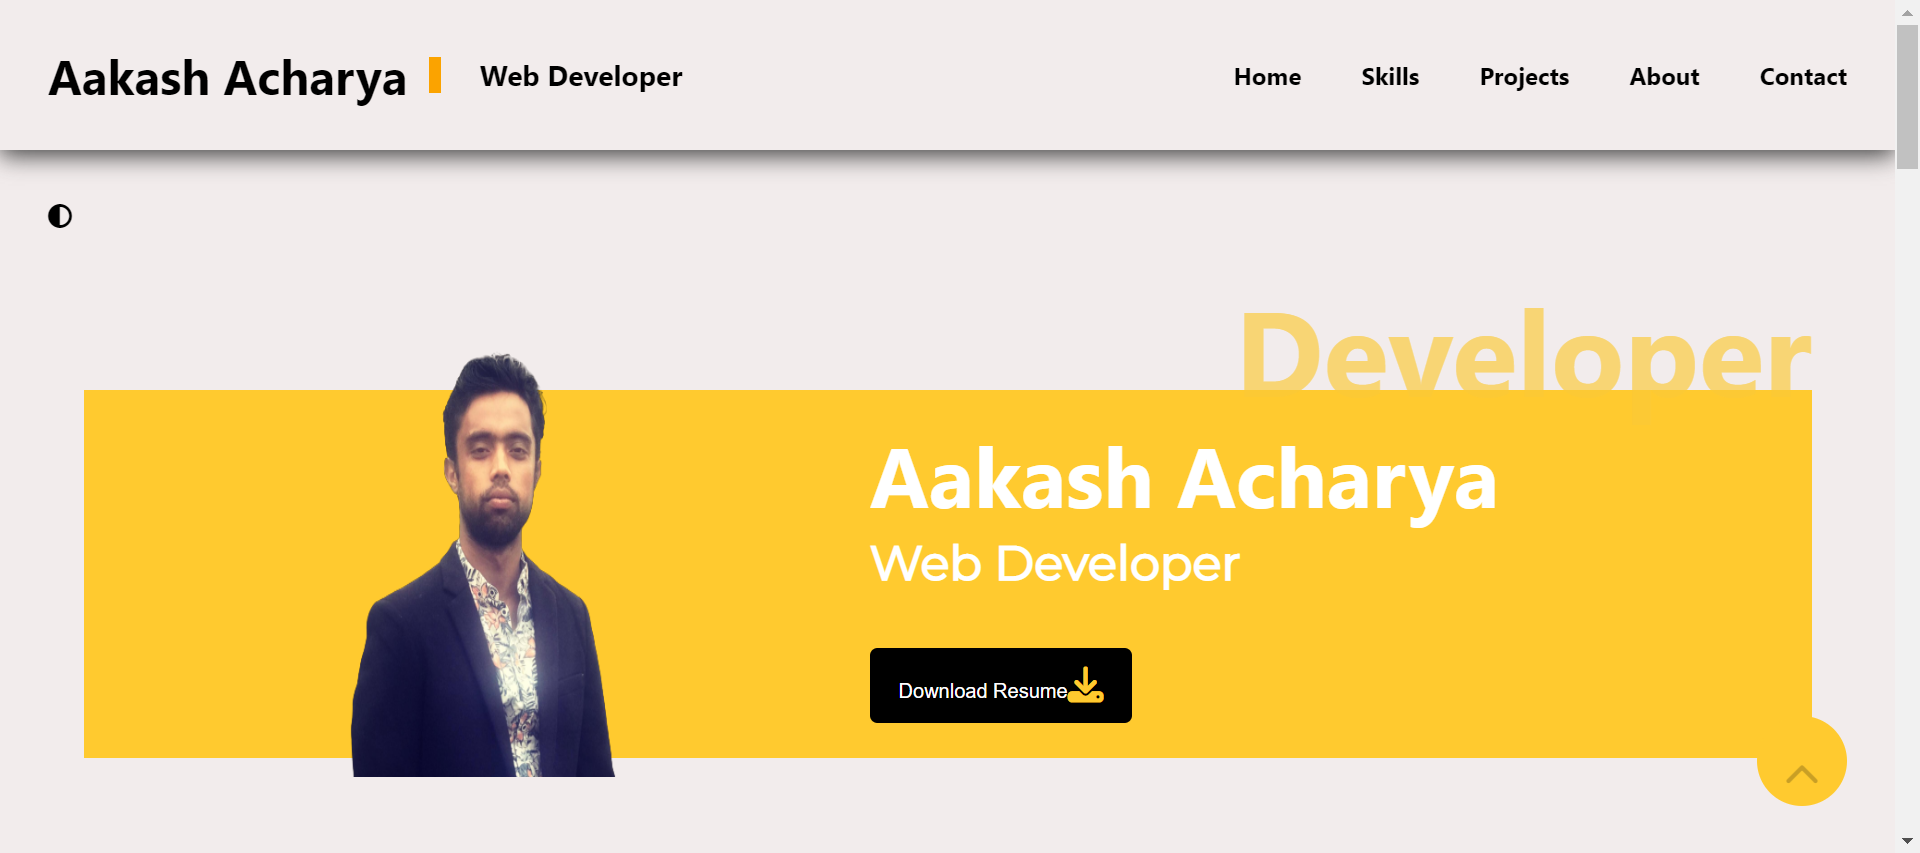 Aakash Acharya
Web Developer
Home Skills Projects About Contact
Developer
Aakash Acharya
Web Developer
Download Resume